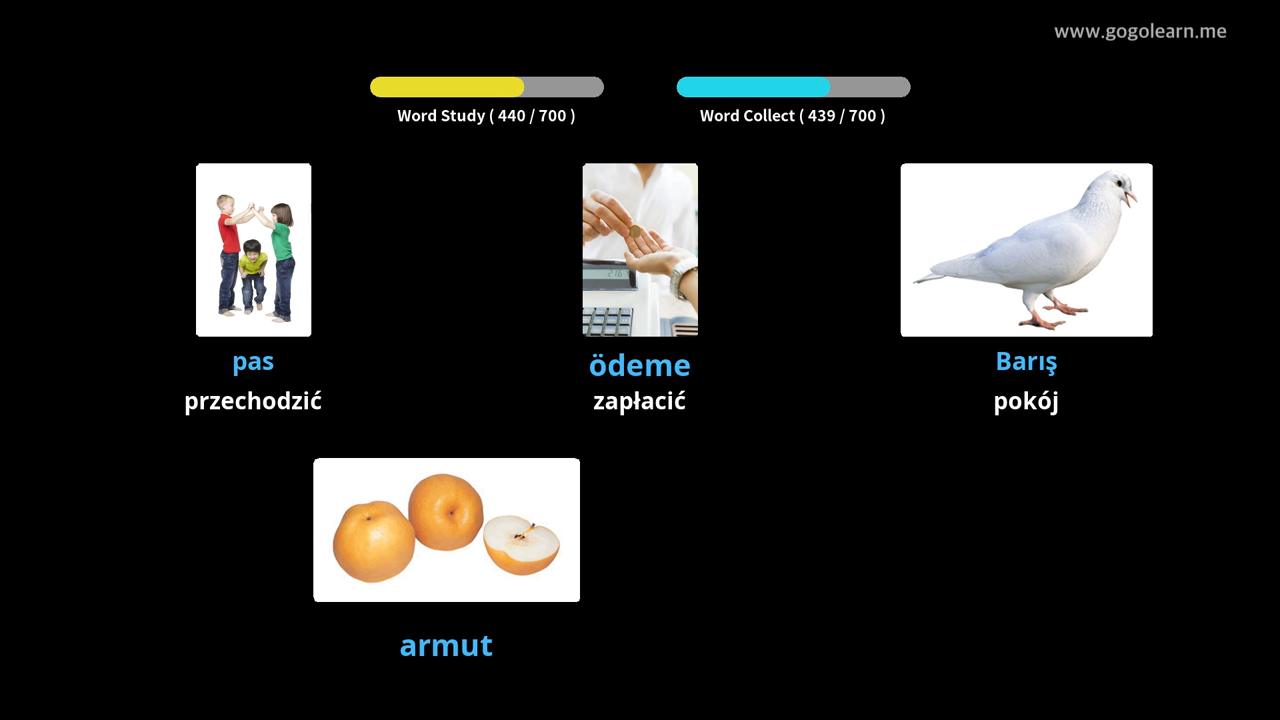 www.gogolearn.me
Word Study ( 440 / 700 )
Word Collect ( 439 / 700 )
pas
ödeme
Barış
przechodzić
zapłacić
pokój
armut